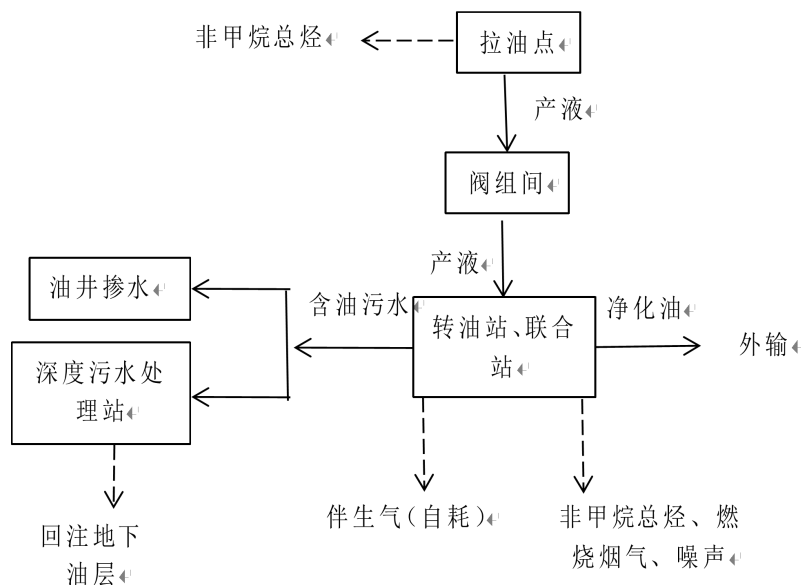 非甲烷总烃
拉油点
产液
阀组间
产液
油井掺水
含油污水
转油站、联合
站
净化油
外输
深度污水处
理站
伴生气(自耗)
非甲烷总烃、燃
烧烟气、噪声
回注地下
油层